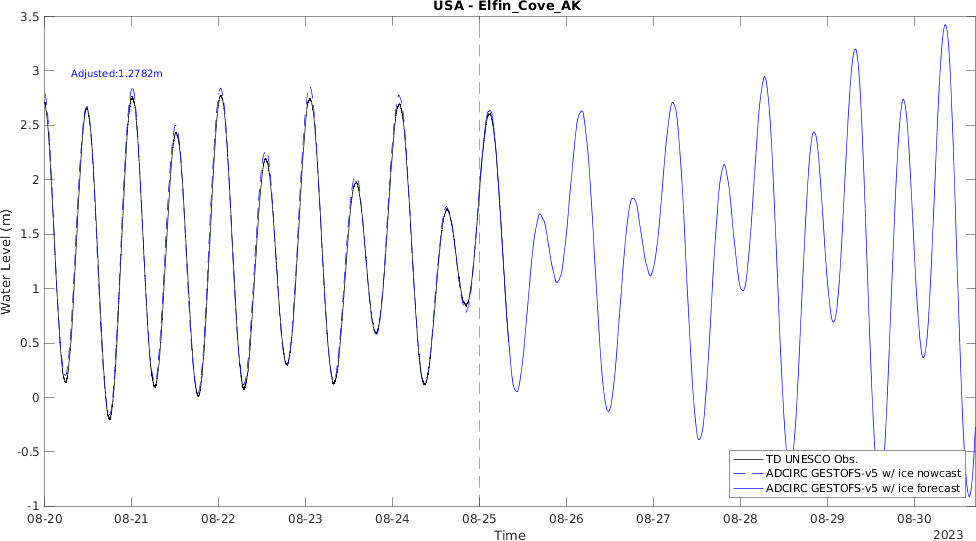 USA - Elfin_Cove_AK
3.5
3
2.5
2
1.5
1
0.5
0
-0.5
-1
Water Level (m)
Adjusted:1.2782m
TD UNESCO Obs.
ADCIRC GESTOFS-v5 w/ ice nowcast
ADCIRC GESTOFS-v5 w/ ice forecast
08-20 08-21 08-22 08-23 08-24 08-25 08-26 08-27 08-28 08-29 08-30
Time
2023